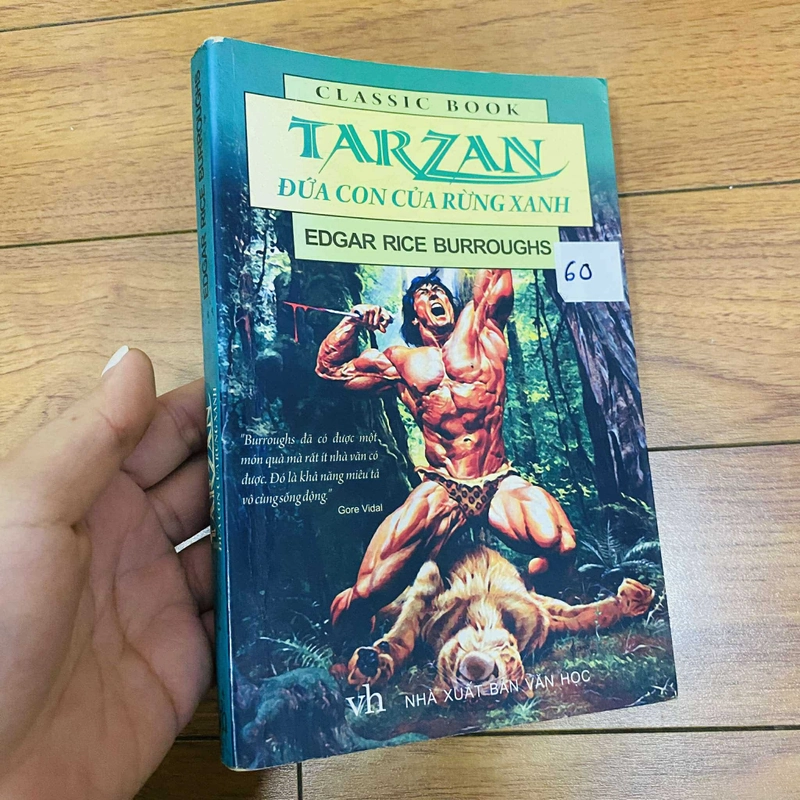 CLASSIC BOOK
TARZAN
ĐỨA CON CỦA RỪNG XANH
EDGAR RICE BURROUGHS
60
"Burroughs đã có được một
món quà mà rất ít nhà văn có
được. Đó là khả năng miêu tả
vô cùng sống động."
Gore Vidal
vh NHÀ XUẤT BẢN VĂN HỌC
EDGAR RICE BURROUGHS
TARZAN